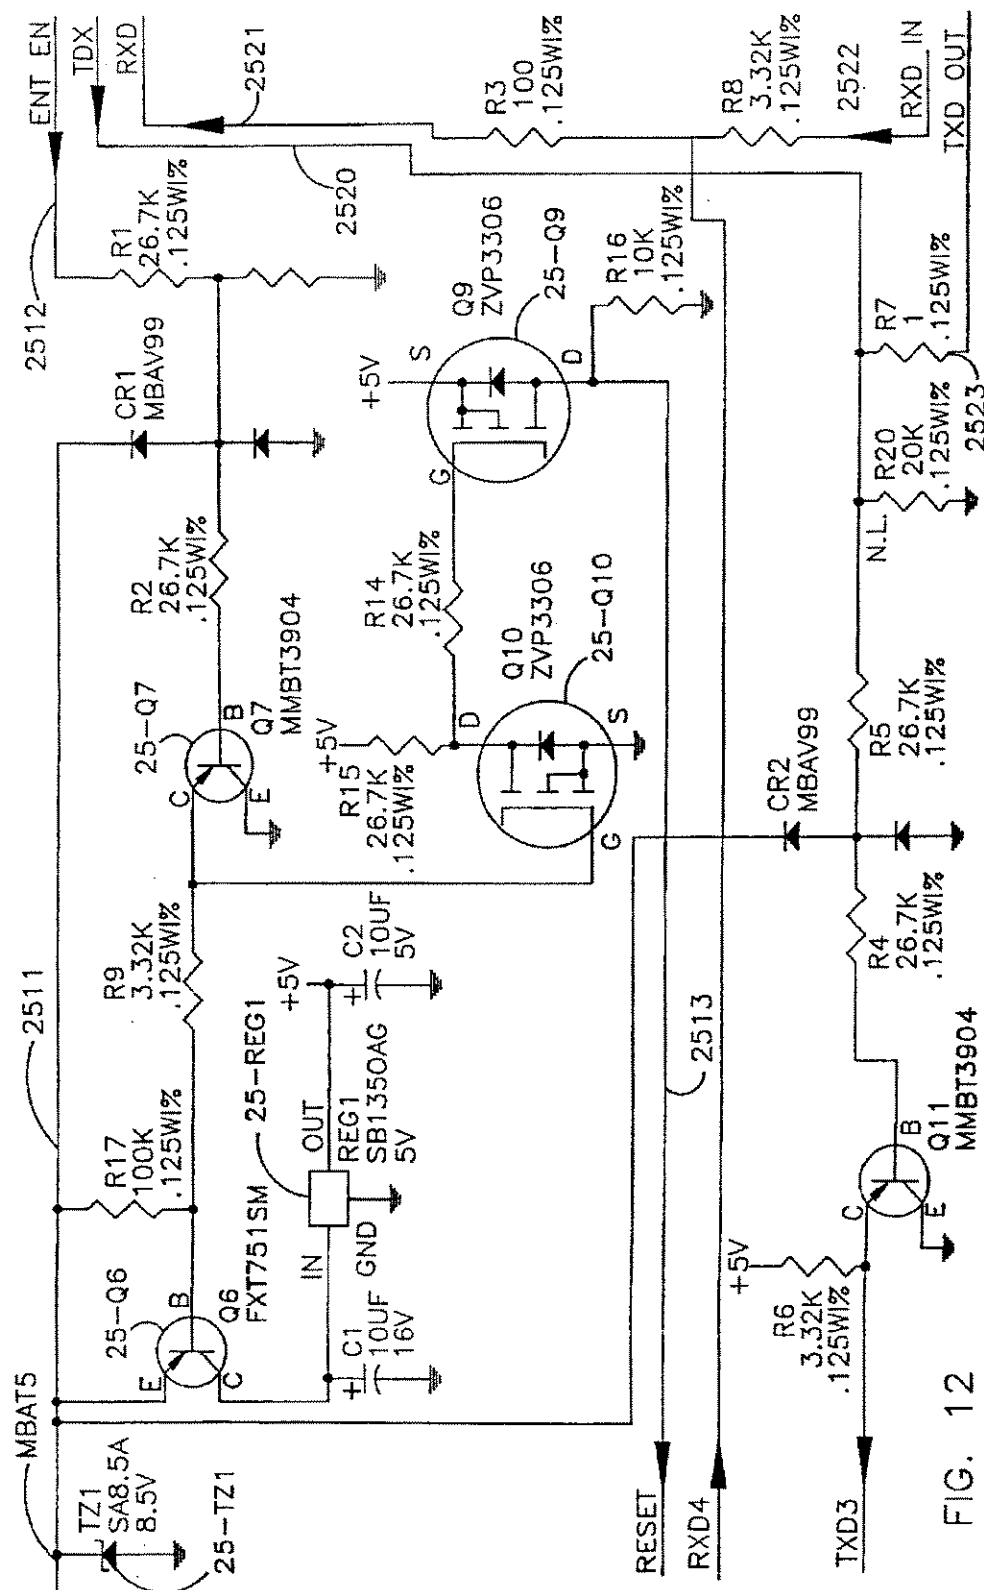 MBAT5
TZ1
SA8.5A
8.5V
25-TZ1
25-Q6
E
B
C
Q6
FXT751SM
R17
100K
.125W1%
2511
R9
3.32K
.125W1%
25-Q7
C
B
E
Q7
MMBT3904
R2
26.7K
.125W1%
CR1
MBAV99
2512
R1
26.7K
.125W1%
ENT EN
TDX
RXD
2521
2520
+
C1
10UF
16V
IN
OUT
GND
25-REG1
REG1
SB1350AG
5V
+5V
+
C2
10UF
5V
+5V
R15
26.7K
.125W1%
D
G
S
Q10
ZVP3306
25-Q10
R14
26.7K
.125W1%
+5V
S
G
D
Q9
ZVP3306
25-Q9
R16
10K
.125W1%
R3
100
.125W1%
R8
3.32K
.125W1%
2522
RXD IN
TXD OUT
RESET
RXD4
TXD3
2513
+5V
R6
3.32K
.125W1%
C
B
E
Q11
MMBT3904
R4
26.7K
.125W1%
CR2
MBAV99
R5
26.7K
.125W1%
N.L.
R20
20K
.125W1%
R7
1
.125W1%
2523
FIG. 12